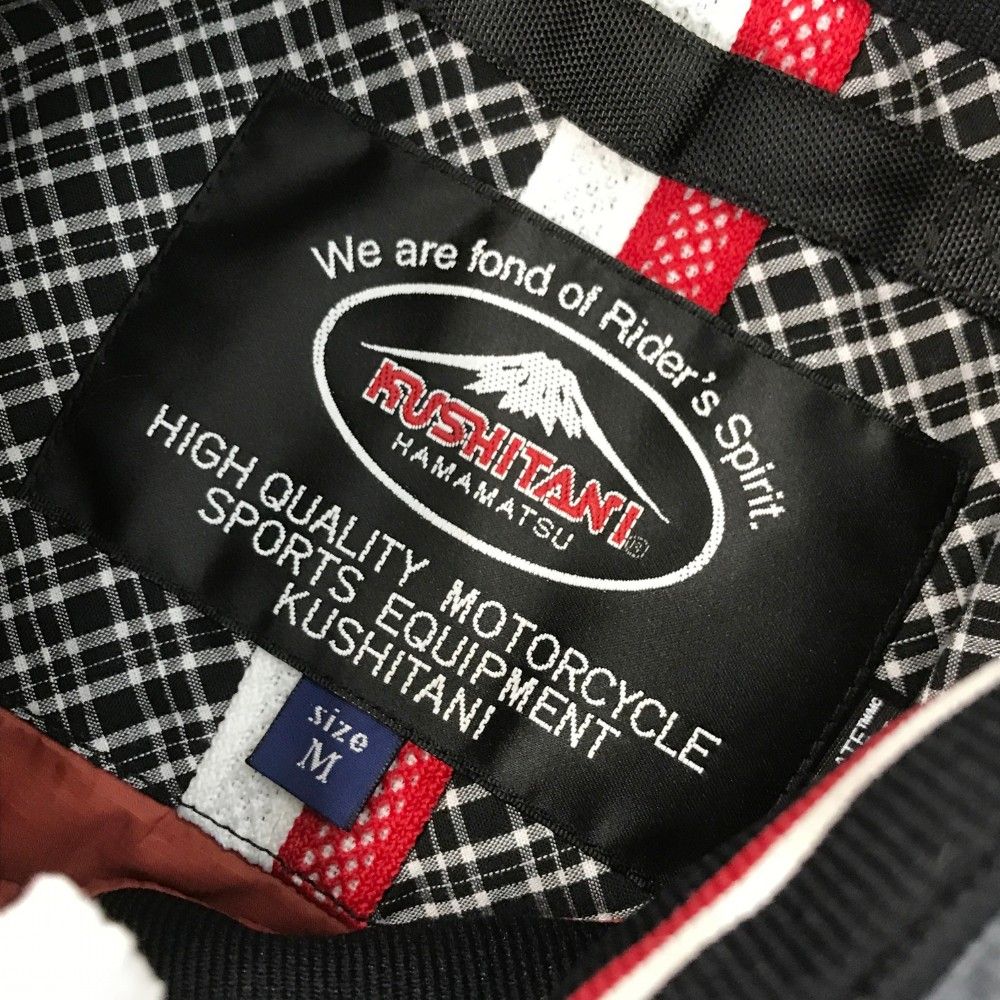 We are fond of Rider's Spirit.
KUSHITANI®
HAMAMATSU
HIGH QUALITY MOTORCYCLE
SPORTS EQUIPMENT
KUSHITANI
size
M